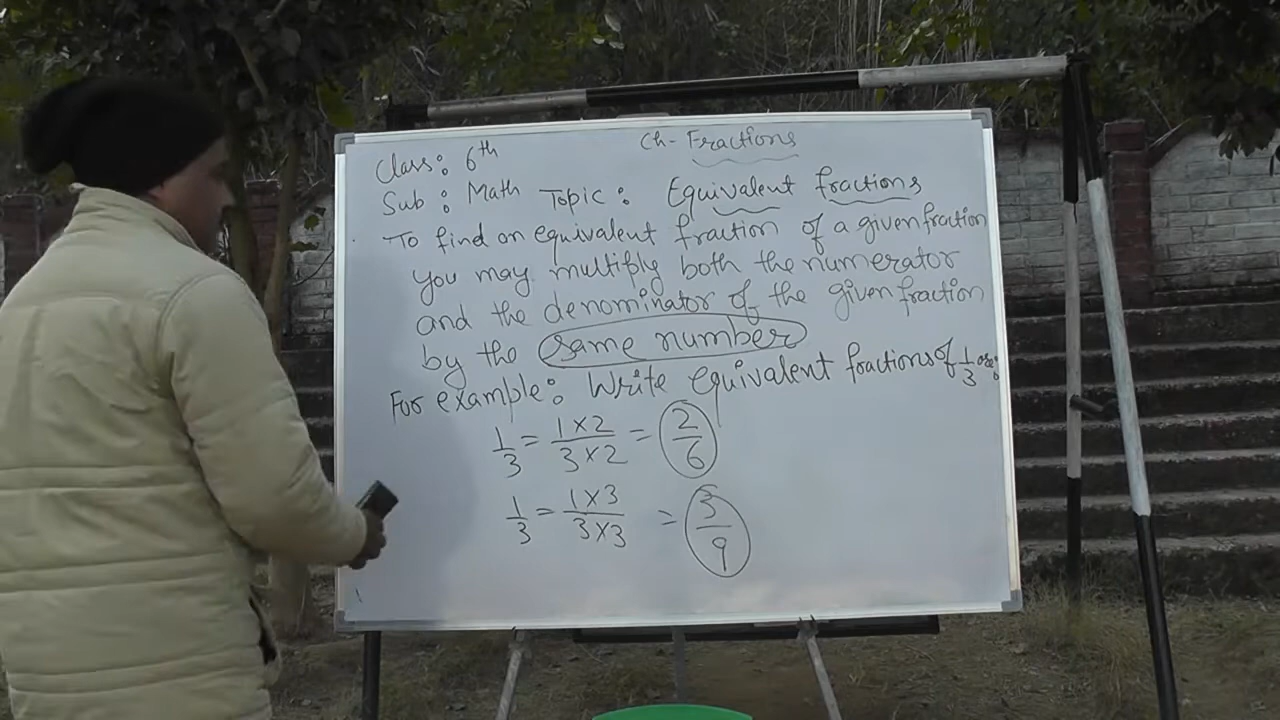 Ch- Fractions
Class: 6th
Sub : Math Topic: Equivalent fractions
To find an equivalent fraction of a given fraction
you may multiply both the numerator
and the denominator of the given fraction
by the same number
For example: Write equivalent fractions of 1/3 are:
1/3 = 1×2/3×2 = 2/6
1/3 = 1×3/3×3 = 3/9